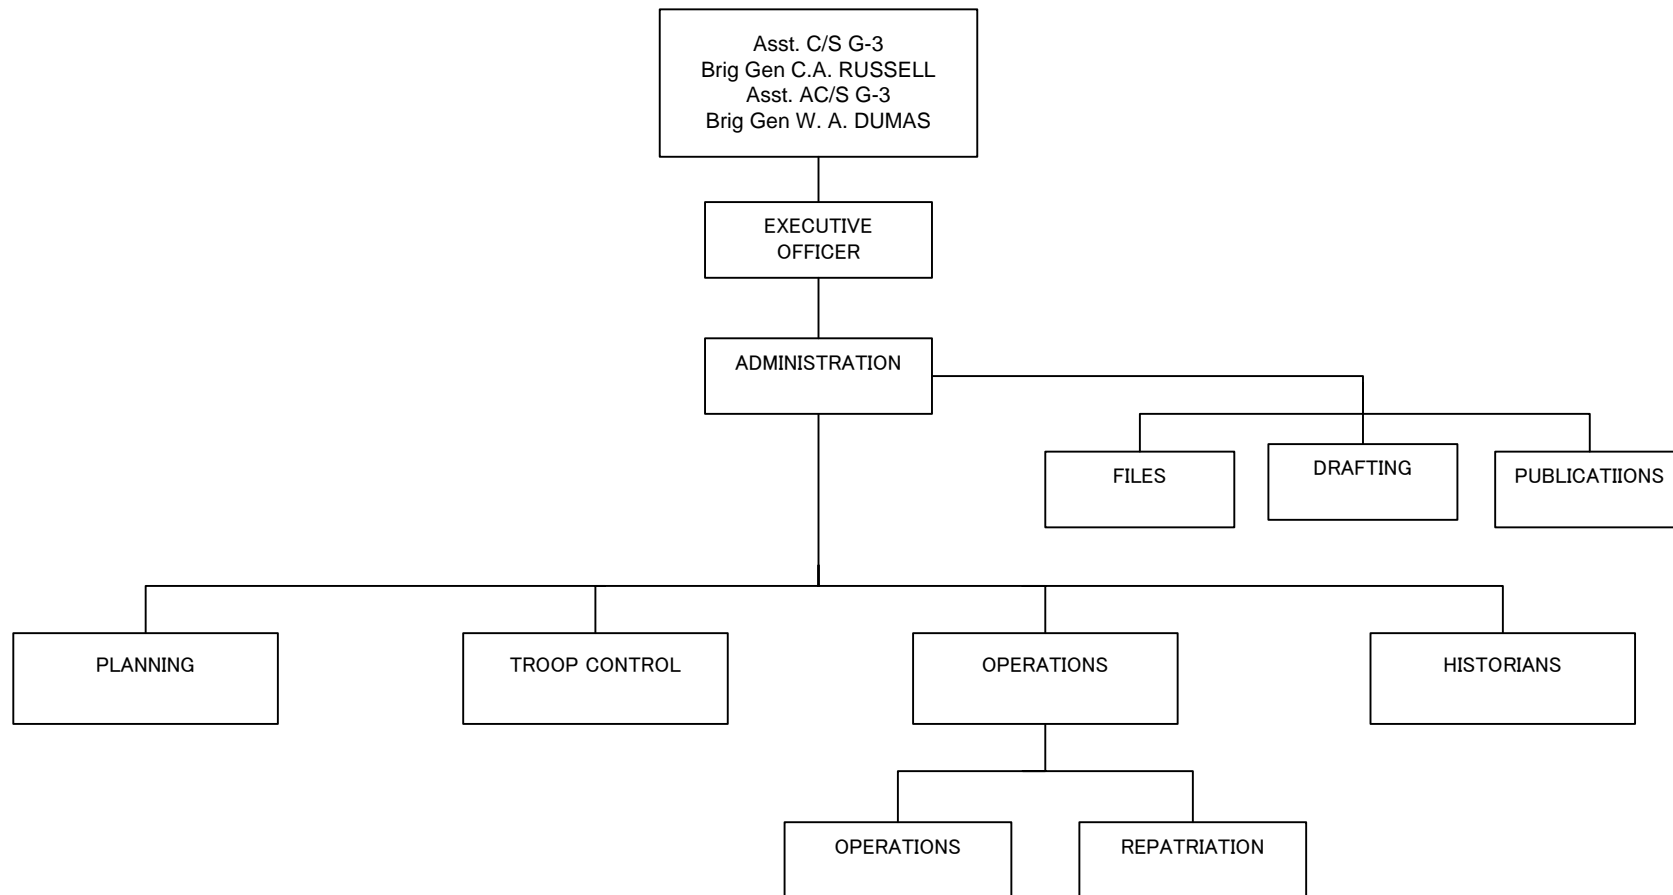 Asst. C/S G-3
Brig Gen C.A. RUSSELL
Asst. AC/S G-3
Brig Gen W. A. DUMAS
EXECUTIVE
OFFICER
ADMINISTRATION
FILES
DRAFTING
PUBLICATIIONS
PLANNING
TROOP CONTROL
OPERATIONS
HISTORIANS
OPERATIONS
REPATRIATION